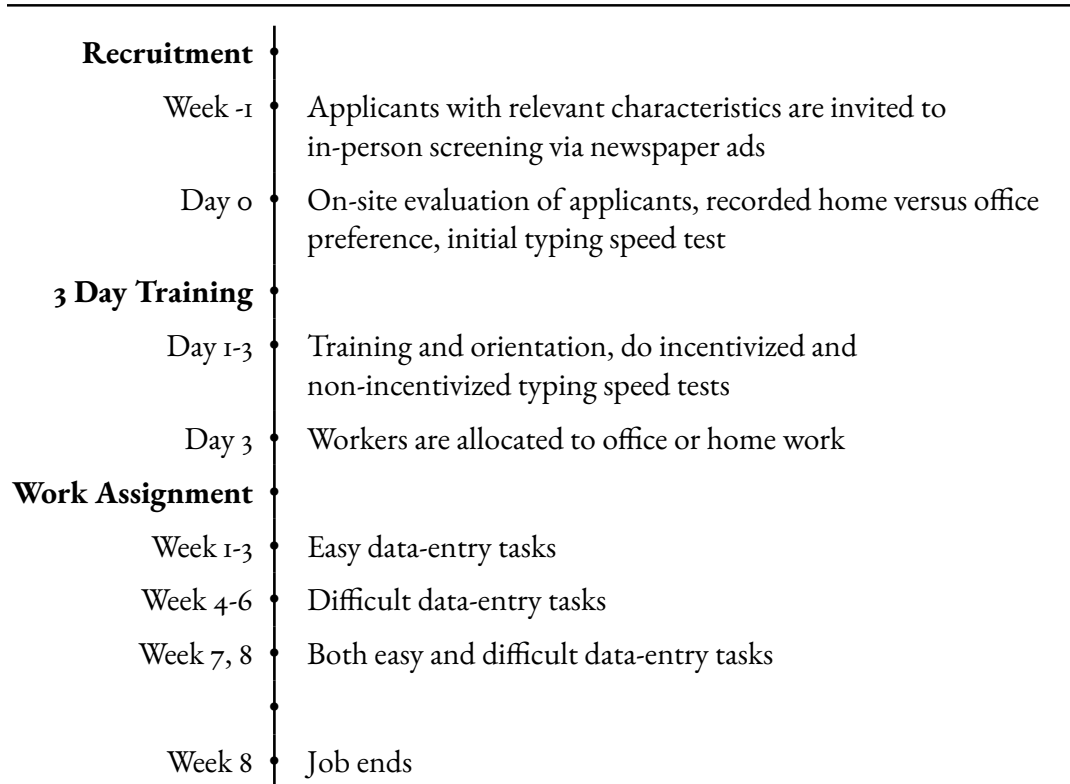 Recruitment
Week -1 Applicants with relevant characteristics are invited to
in-person screening via newspaper ads
Day 0 On-site evaluation of applicants, recorded home versus office
preference, initial typing speed test
3 Day Training
Day 1-3 Training and orientation, do incentivized and
non-incentivized typing speed tests
Day 3 Workers are allocated to office or home work
Work Assignment
Week 1-3 Easy data-entry tasks
Week 4-6 Difficult data-entry tasks
Week 7, 8 Both easy and difficult data-entry tasks
Week 8 Job ends